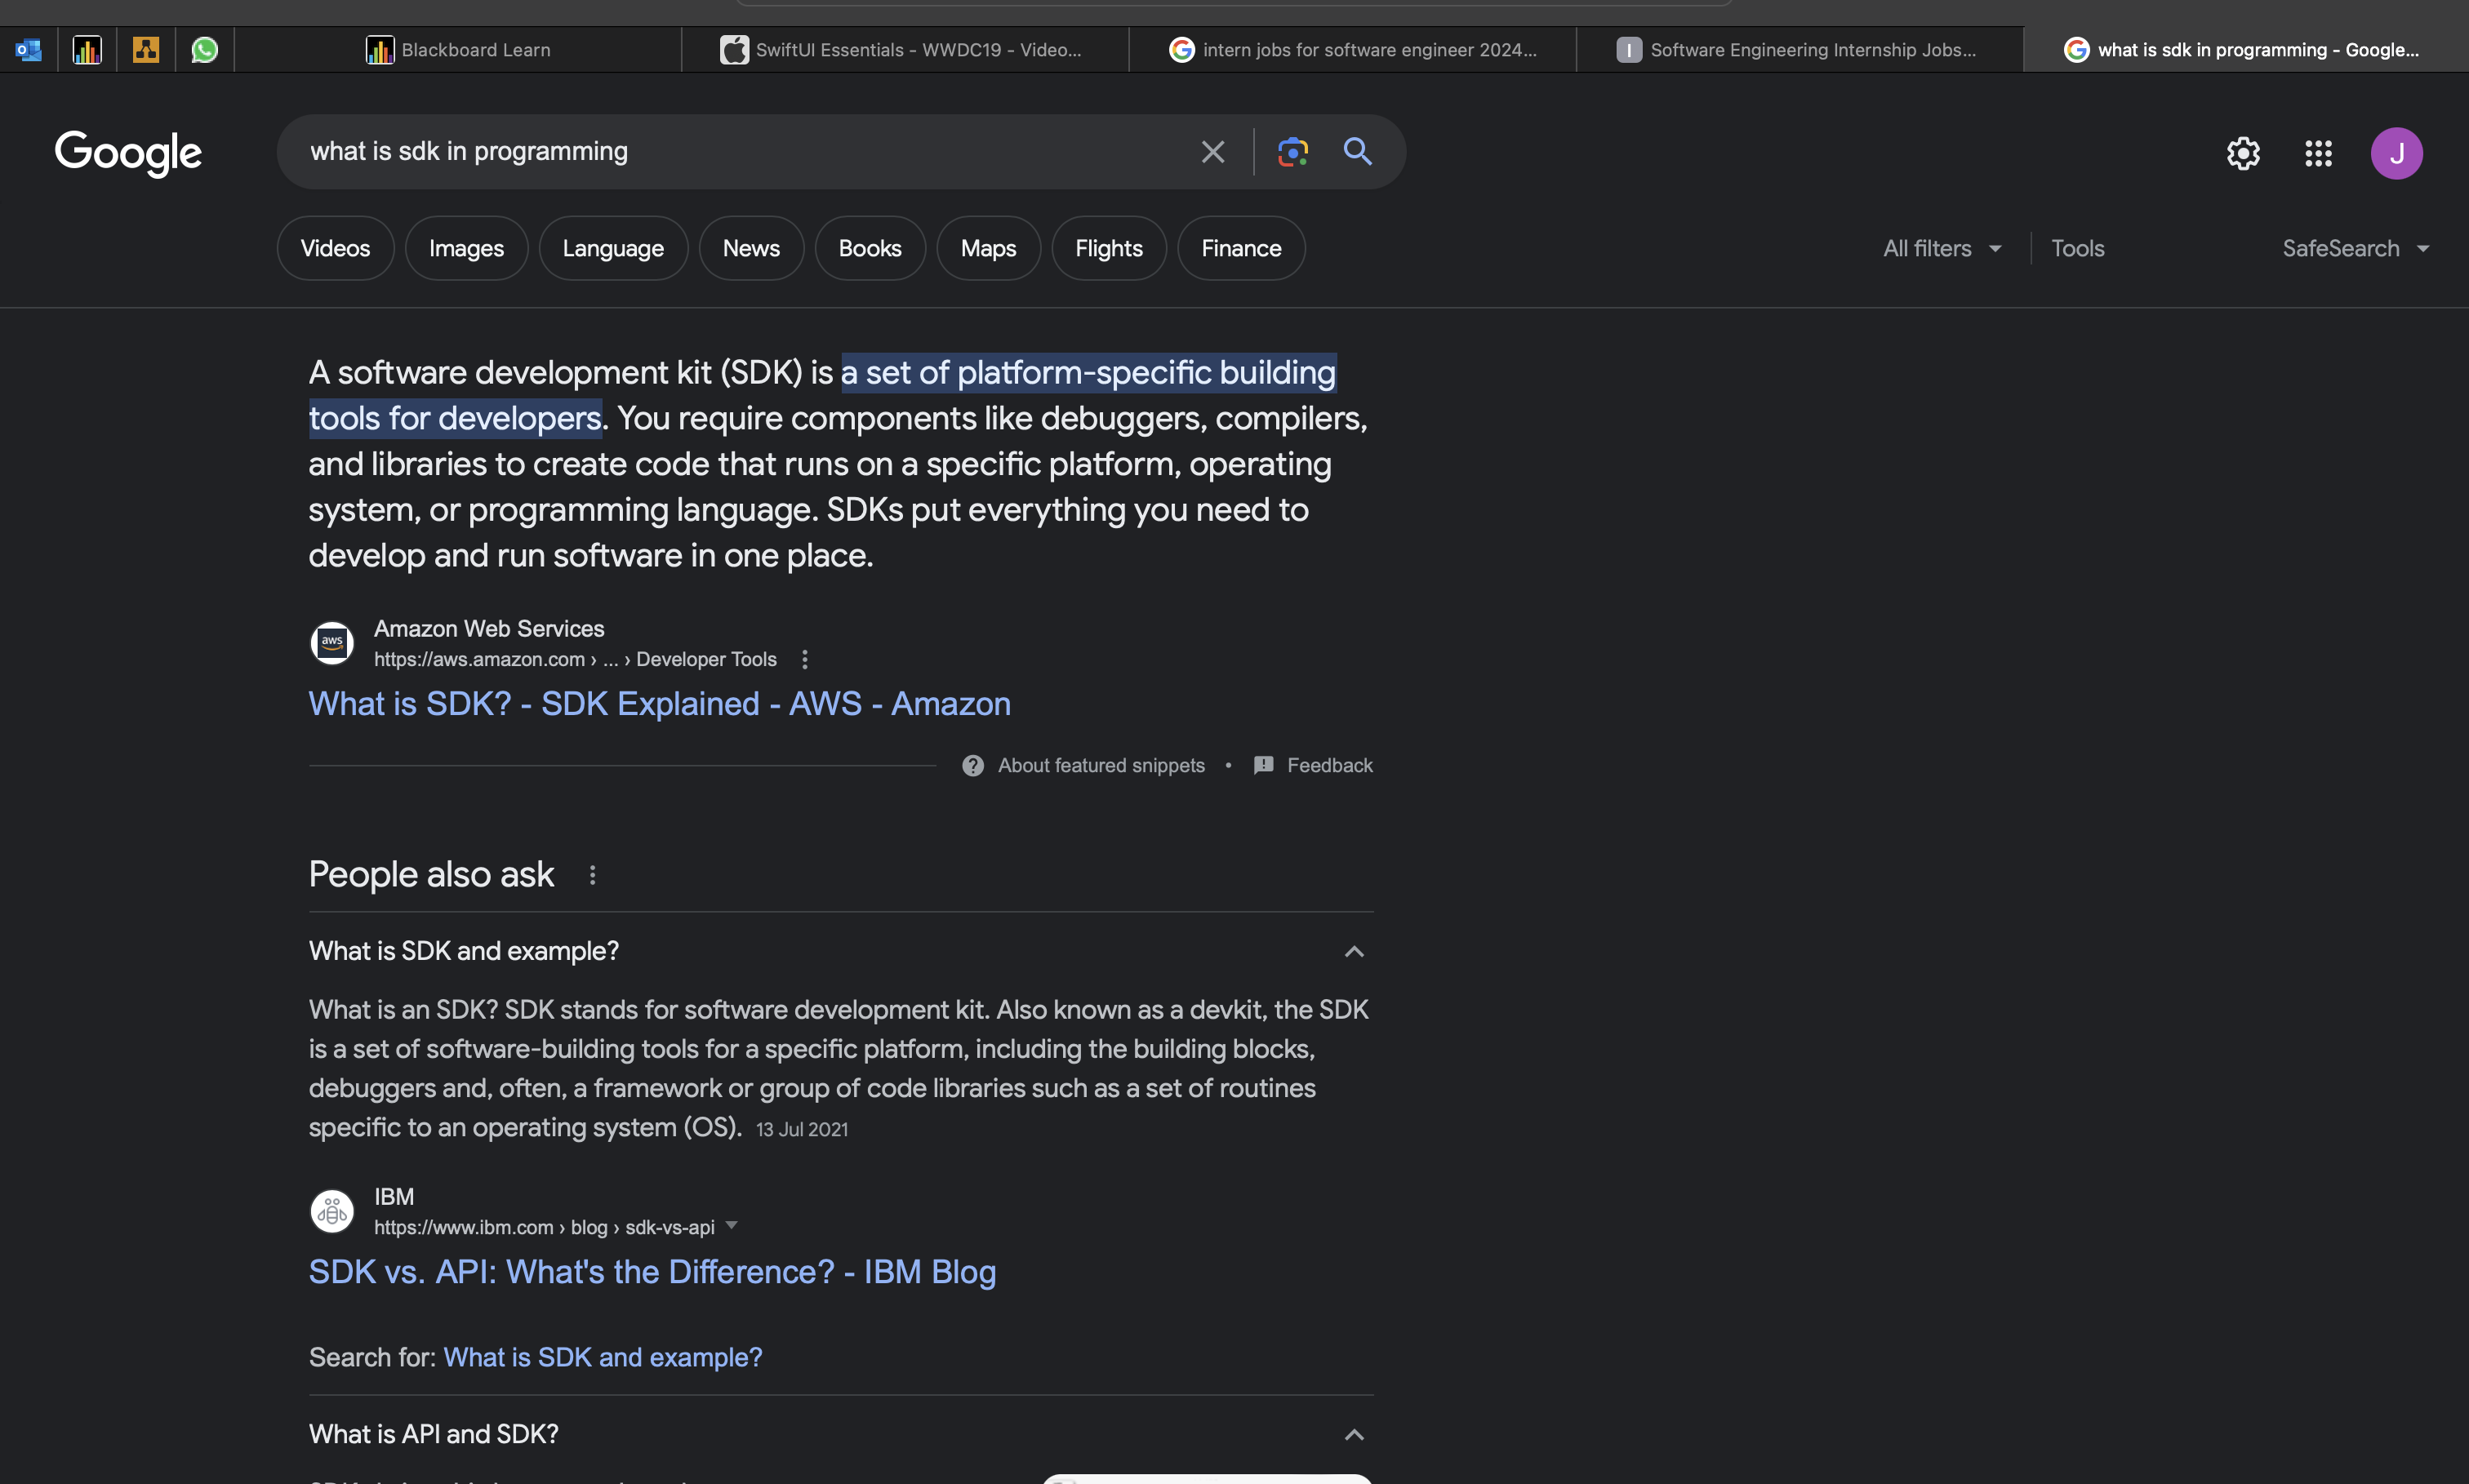 Blackboard Learn
SwiftUI Essentials - WWDC19 - Video...
intern jobs for software engineer 2024...
I
Software Engineering Internship Jobs...
what is sdk in programming - Google...
Google
what is sdk in programming
J
Videos
Images
Language
News
Books
Maps
Flights
Finance
All filters
Tools
SafeSearch
A software development kit (SDK) is a set of platform-specific building
tools for developers. You require components like debuggers, compilers,
and libraries to create code that runs on a specific platform, operating
system, or programming language. SDKs put everything you need to
develop and run software in one place.
aws
Amazon Web Services
https://aws.amazon.com › ... › Developer Tools
What is SDK? - SDK Explained - AWS - Amazon
About featured snippets • Feedback
People also ask
What is SDK and example?
What is an SDK? SDK stands for software development kit. Also known as a devkit, the SDK
is a set of software-building tools for a specific platform, including the building blocks,
debuggers and, often, a framework or group of code libraries such as a set of routines
specific to an operating system (OS). 13 Jul 2021
IBM
https://www.ibm.com › blog › sdk-vs-api
SDK vs. API: What's the Difference? - IBM Blog
Search for: What is SDK and example?
What is API and SDK?